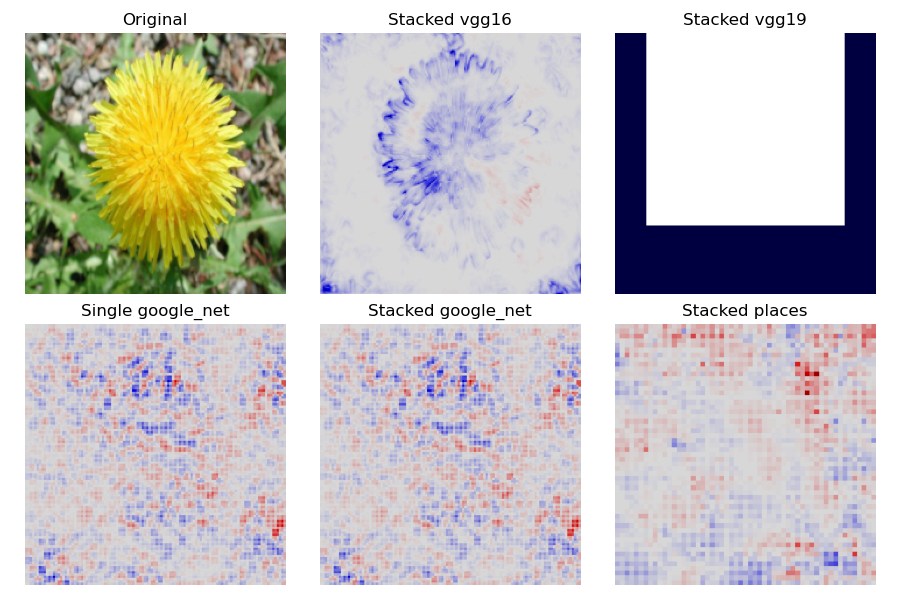 Original
Stacked vgg16
Stacked vgg19
Single google_net
Stacked google_net
Stacked places